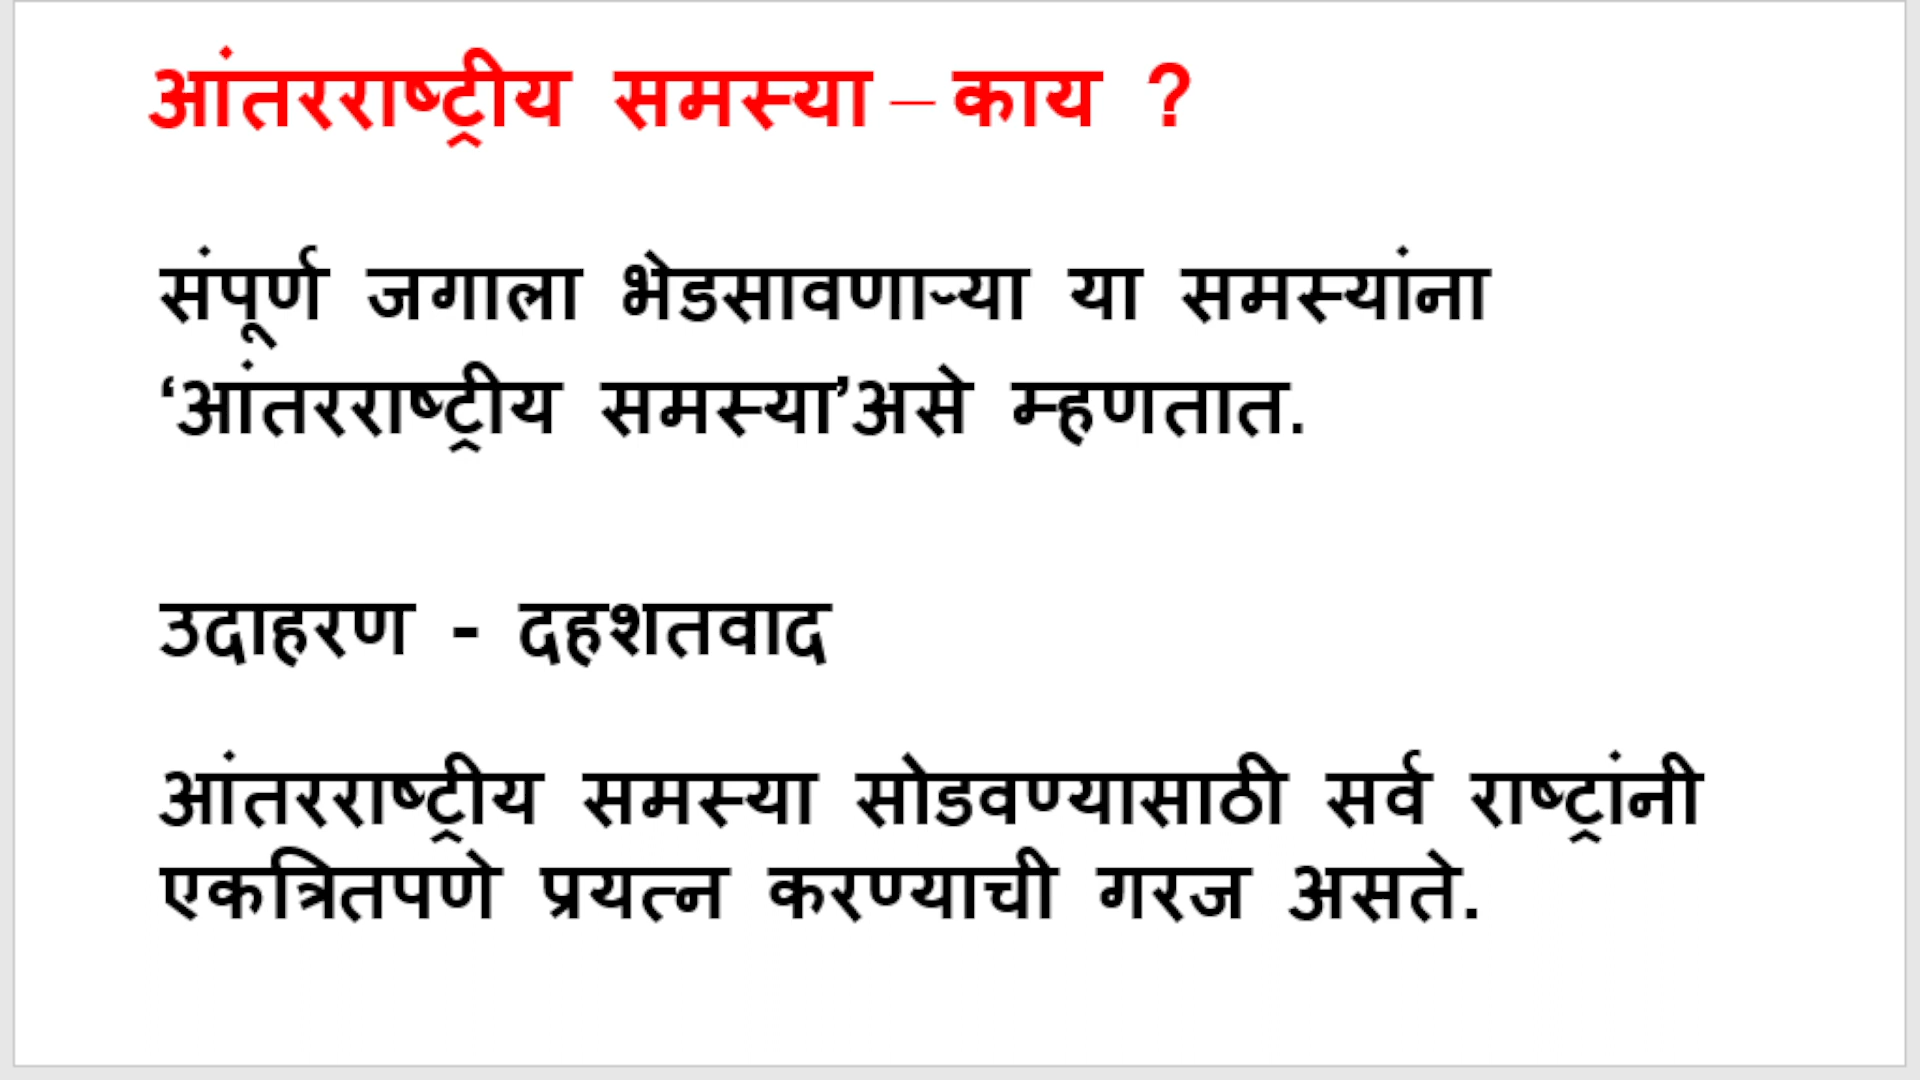 आंतरराष्ट्रीय समस्या – काय ?
संपूर्ण जगाला भेडसावणाऱ्या या समस्यांना
‘आंतरराष्ट्रीय समस्या’असे म्हणतात.
उदाहरण - दहशतवाद
आंतरराष्ट्रीय समस्या सोडवण्यासाठी सर्व राष्ट्रांनी
एकत्रितपणे प्रयत्न करण्याची गरज असते.